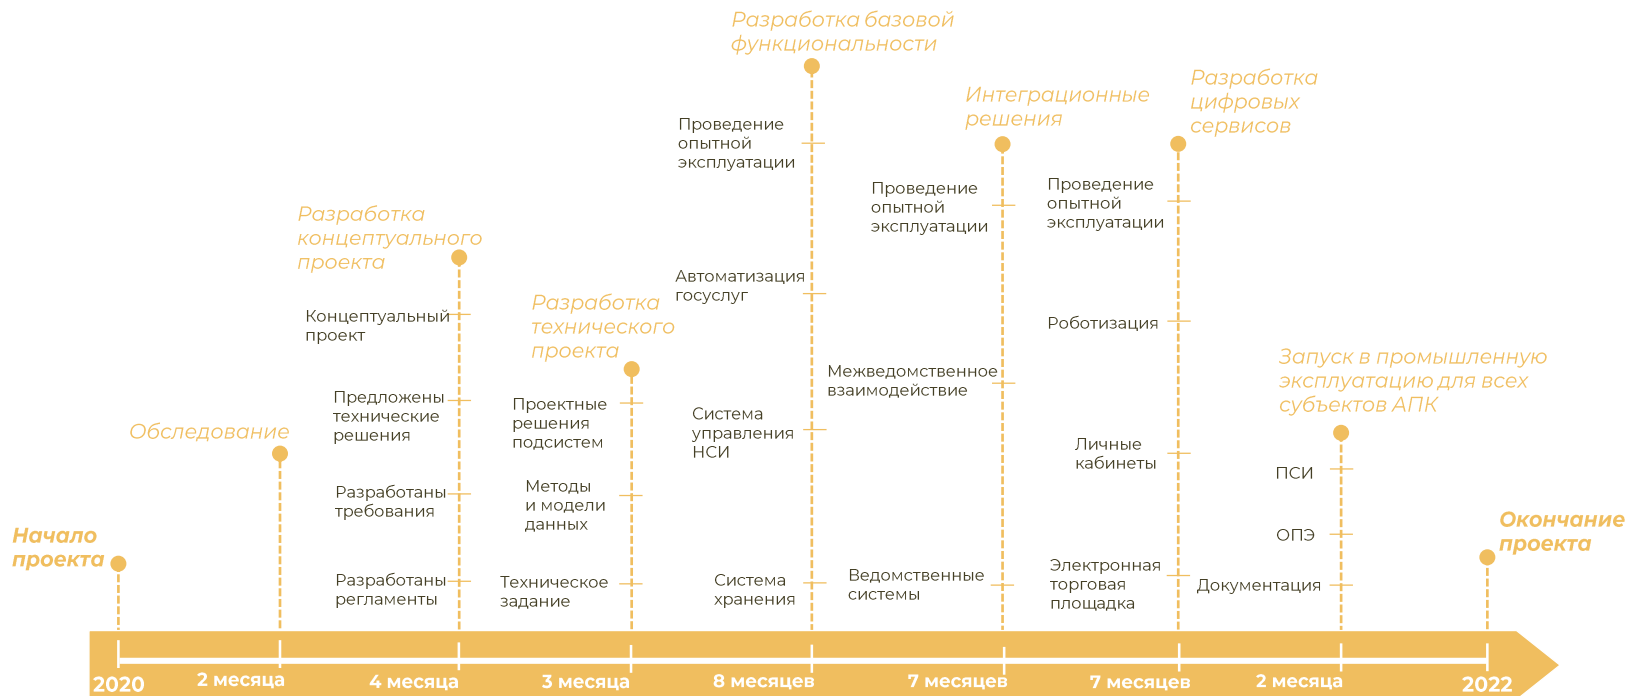 Начало
проекта
Обследование
Разработка
концептуального
проекта
Концептуальный
проект
Предложены
технические
решения
Разработаны
требования
Разработаны
регламенты
Разработка
технического
проекта
Проектные
решения
подсистем
Методы
и модели
данных
Техническое
задание
Разработка базовой
функциональности
Проведение
опытной
эксплуатации
Автоматизация
госуслуг
Система
управления
НСИ
Система
хранения
Интеграционные
решения
Проведение
опытной
эксплуатации
Межведомственное
взаимодействие
Ведомственные
системы
Разработка
цифровых
сервисов
Проведение
опытной
эксплуатации
Роботизация
Личные
кабинеты
Электронная
торговая
площадка
Запуск в промышленную
эксплуатацию для всех
субъектов АПК
ПСИ
ОПЭ
Документация
Окончание
проекта
2020
2 месяца
4 месяца
3 месяца
8 месяцев
7 месяцев
7 месяцев
2 месяца
2022